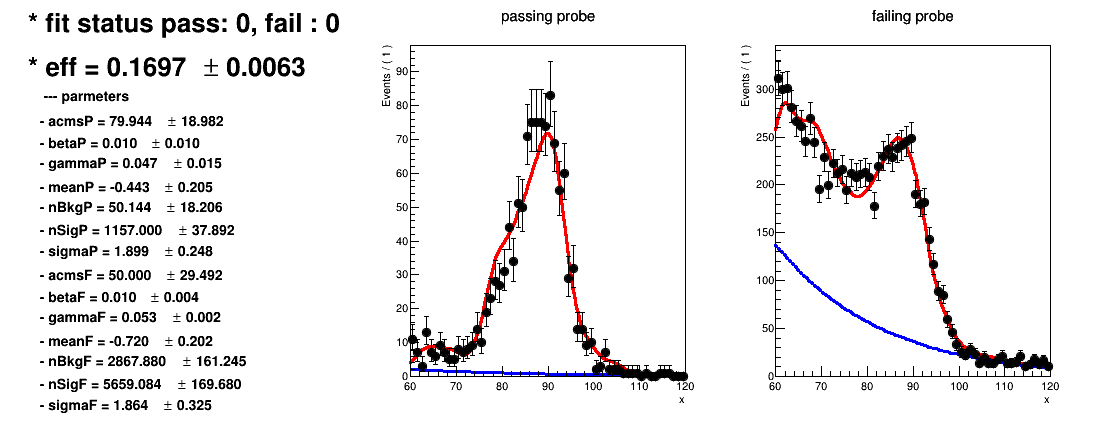 * fit status pass: 0, fail : 0
* eff = 0.1697 ± 0.0063
--- parmeters
- acmsP = 79.944 ± 18.982
- betaP = 0.010 ± 0.010
- gammaP = 0.047 ± 0.015
- meanP = -0.443 ± 0.205
- nBkgP = 50.144 ± 18.206
- nSigP = 1157.000 ± 37.892
- sigmaP = 1.899 ± 0.248
- acmsF = 50.000 ± 29.492
- betaF = 0.010 ± 0.004
- gammaF = 0.053 ± 0.002
- meanF = -0.720 ± 0.202
- nBkgF = 2867.880 ± 161.245
- nSigF = 5659.084 ± 169.680
- sigmaF = 1.864 ± 0.325
passing probe
Events / ( 1 )
90
80
70
60
50
40
30
20
10
0
60 70 80 90 100 110 120
x
failing probe
Events / ( 1 )
300
250
200
150
100
50
0
60 70 80 90 100 110 120
x